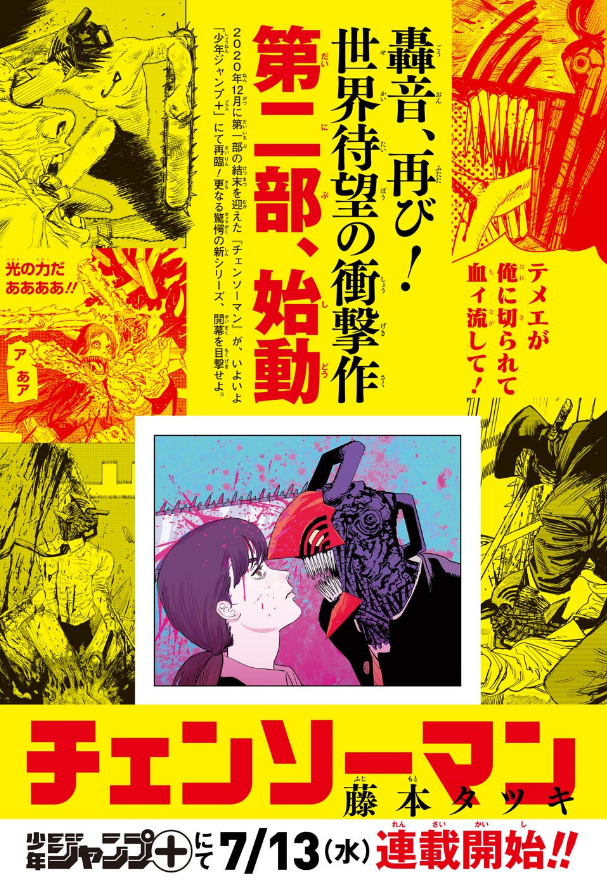 轟音、再び！
世界待望の衝撃作
第二部、始動
2020年12月に第一部の結末を迎えた『チェンソーマン』が、いよいよ
「少年ジャンプ+」にて再臨！更なる驚愕の新シリーズ、開幕を目撃せよ。
テメエが
俺に切られて
血ィ流して！
光の力だ
ああああ!!
ア
あア
チェンソーマン
藤本タツキ
少年ジャンプ+にて7/13(水)連載開始!!